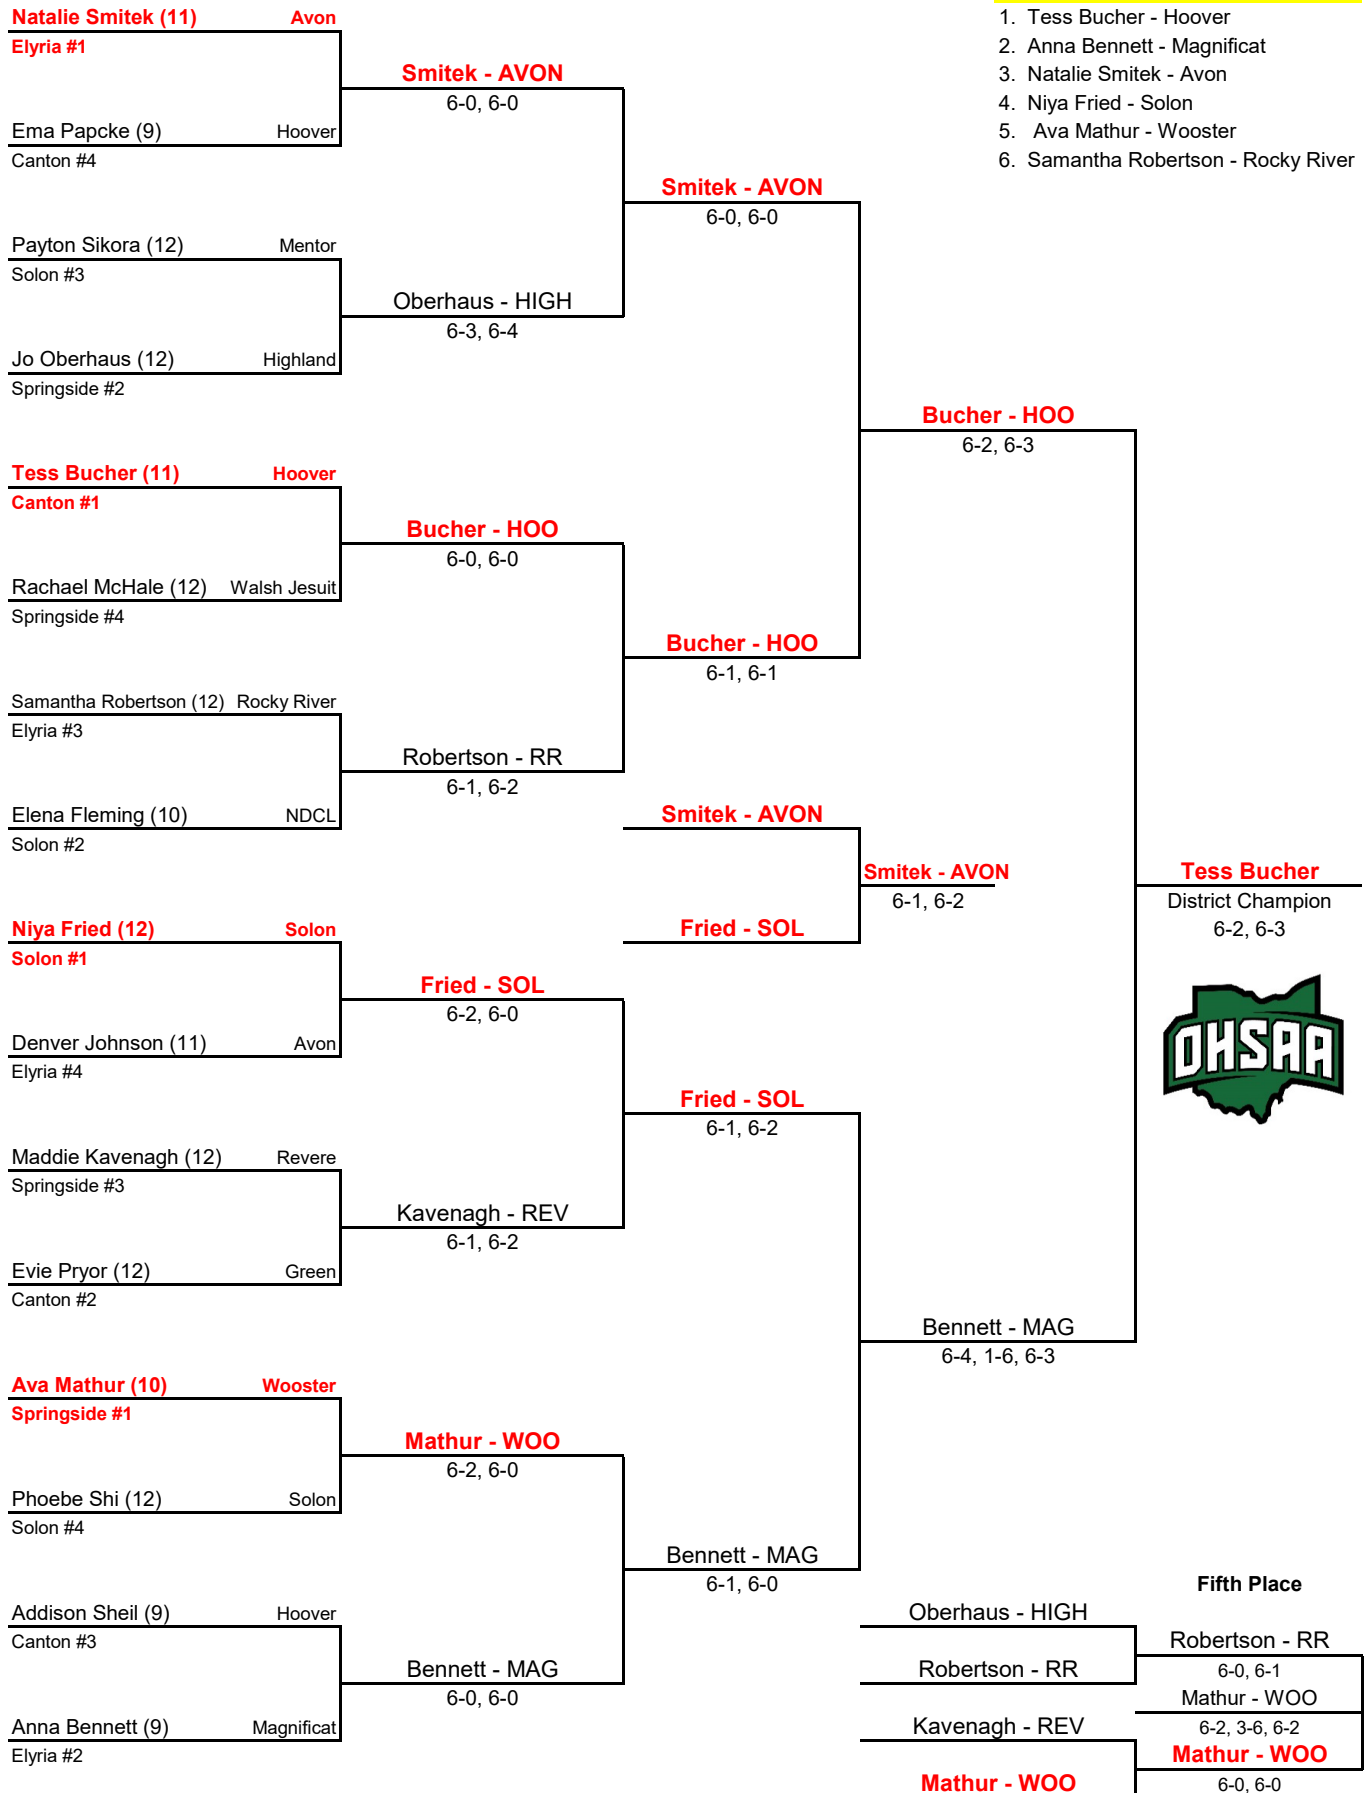 Natalie Smitek (11) Avon
Elyria #1
Ema Papcke (9) Hoover
Canton #4
Payton Sikora (12) Mentor
Solon #3
Jo Oberhaus (12) Highland
Springside #2
Tess Bucher (11) Hoover
Canton #1
Rachael McHale (12) Walsh Jesuit
Springside #4
Samantha Robertson (12) Rocky River
Elyria #3
Elena Fleming (10) NDCL
Solon #2
Niya Fried (12) Solon
Solon #1
Denver Johnson (11) Avon
Elyria #4
Maddie Kavenagh (12) Revere
Springside #3
Evie Pryor (12) Green
Canton #2
Ava Mathur (10) Wooster
Springside #1
Phoebe Shi (12) Solon
Solon #4
Addison Sheil (9) Hoover
Canton #3
Anna Bennett (9) Magnificat
Elyria #2
Smitek - AVON
6-0, 6-0
Oberhaus - HIGH
6-3, 6-4
Bucher - HOO
6-0, 6-0
Robertson - RR
6-1, 6-2
Fried - SOL
6-2, 6-0
Kavenagh - REV
6-1, 6-2
Mathur - WOO
6-2, 6-0
Bennett - MAG
6-0, 6-0
Smitek - AVON
6-0, 6-0
Bucher - HOO
6-1, 6-1
Smitek - AVON
Fried - SOL
Smitek - AVON
6-1, 6-2
Fried - SOL
6-1, 6-2
Bennett - MAG
6-1, 6-0
Bucher - HOO
6-2, 6-3
Bennett - MAG
6-4, 1-6, 6-3
Tess Bucher
District Champion
6-2, 6-3
OHSAA
1. Tess Bucher - Hoover
2. Anna Bennett - Magnificat
3. Natalie Smitek - Avon
4. Niya Fried - Solon
5. Ava Mathur - Wooster
6. Samantha Robertson - Rocky River
Fifth Place
Oberhaus - HIGH
Robertson - RR
Robertson - RR
6-0, 6-1
Mathur - WOO
6-2, 3-6, 6-2
Kavenagh - REV
Mathur - WOO
Mathur - WOO
6-0, 6-0